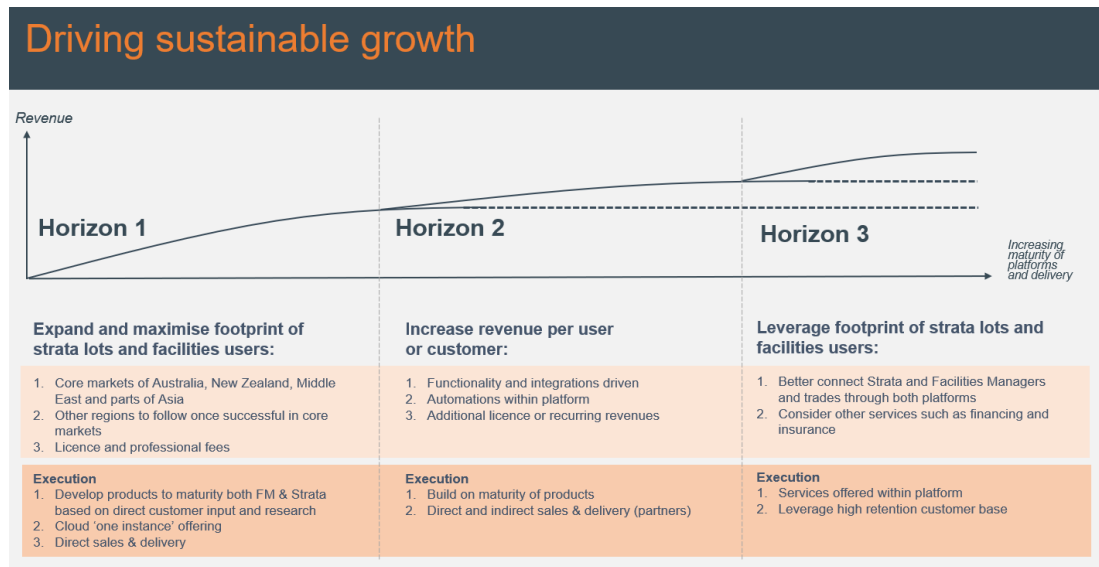 Driving sustainable growth
Revenue
Horizon 1
Horizon 2
Horizon 3
Increasing
maturity of
platforms
and delivery
Expand and maximise footprint of
strata lots and facilities users:
1. Core markets of Australia, New Zealand, Middle
East and parts of Asia
2. Other regions to follow once successful in core
markets
3. Licence and professional fees
Execution
1. Develop products to maturity both FM & Strata
based on direct customer input and research
2. Cloud ‘one instance’ offering
3. Direct sales & delivery
Increase revenue per user
or customer:
1. Functionality and integrations driven
2. Automations within platform
3. Additional licence or recurring revenues
Execution
1. Build on maturity of products
2. Direct and indirect sales & delivery (partners)
Leverage footprint of strata lots and
facilities users:
1. Better connect Strata and Facilities Managers
and trades through both platforms
2. Consider other services such as financing and
insurance
Execution
1. Services offered within platform
2. Leverage high retention customer base